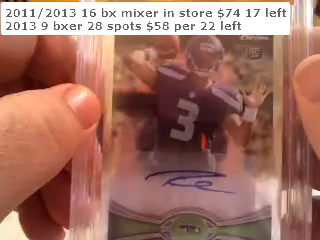 2011/2013 16 bx mixer in store $74 17 left
2013 9 bxer 28 spots $58 per 22 left
3